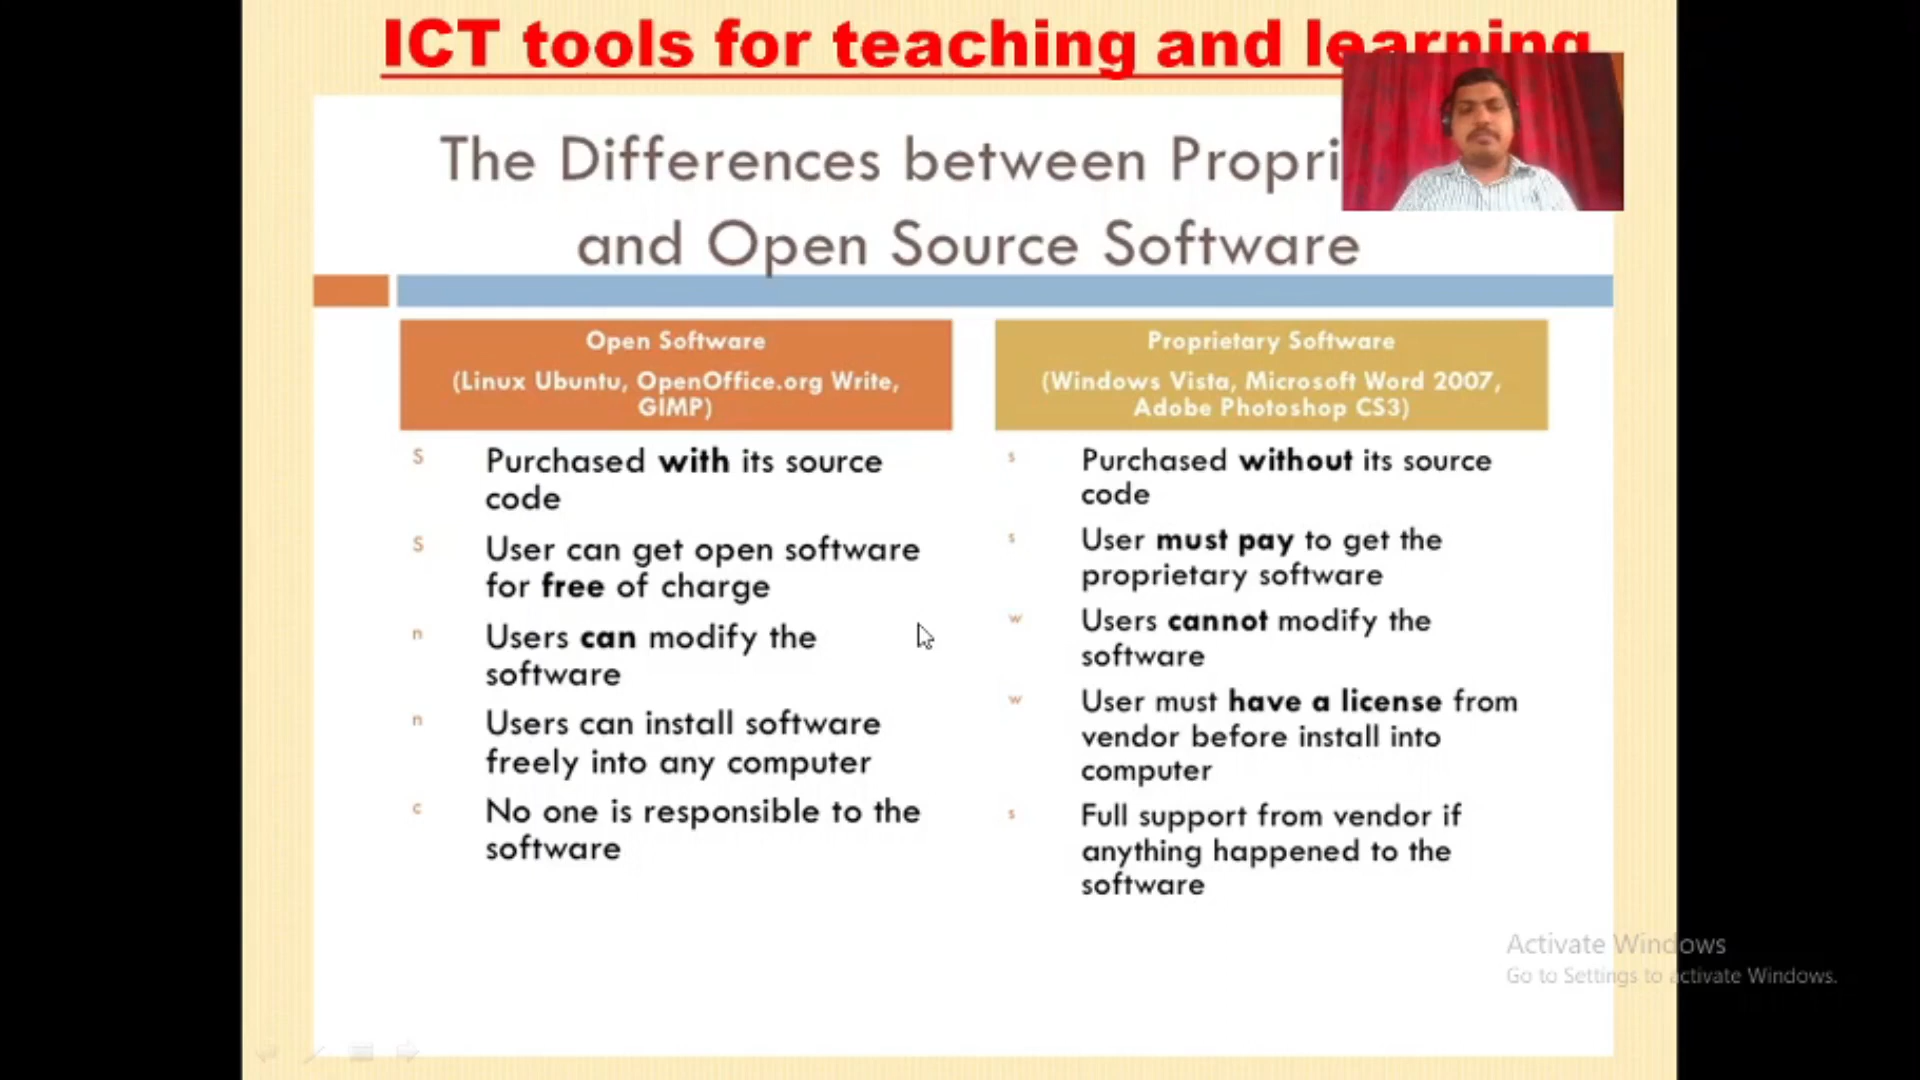 ICT tools for teaching and learning
The Differences between Propri
and Open Source Software
Open Software
(Linux Ubuntu, OpenOffice.org Write,
GIMP)
S Purchased with its source
code
S User can get open software
for free of charge
n Users can modify the
software
n Users can install software
freely into any computer
c No one is responsible to the
software
Proprietary Software
(Windows Vista, Microsoft Word 2007,
Adobe Photoshop CS3)
s Purchased without its source
code
s User must pay to get the
proprietary software
w Users cannot modify the
software
w User must have a license from
vendor before install into
computer
s Full support from vendor if
anything happened to the
software
Activate Windows
Go to Settings to activate Windows.